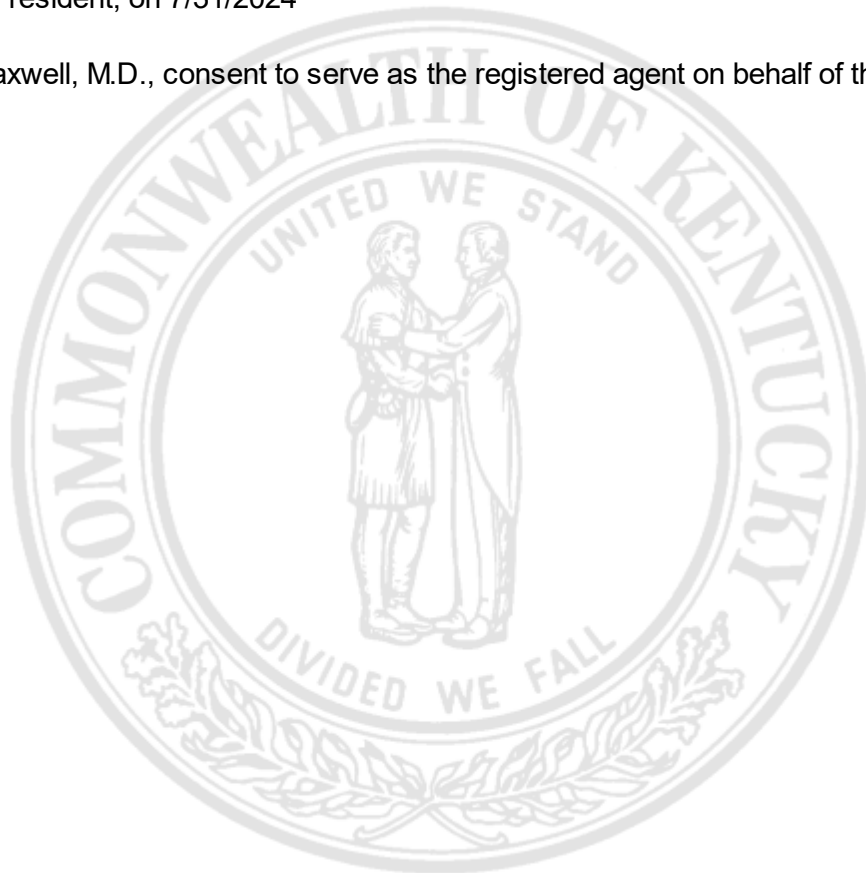 resident, on 7/31/2024
axwell, M.D., consent to serve as the registered agent on behalf of th
COMMONWEALTH OF KENTUCKY
UNITED WE STAND
DIVIDED WE FALL